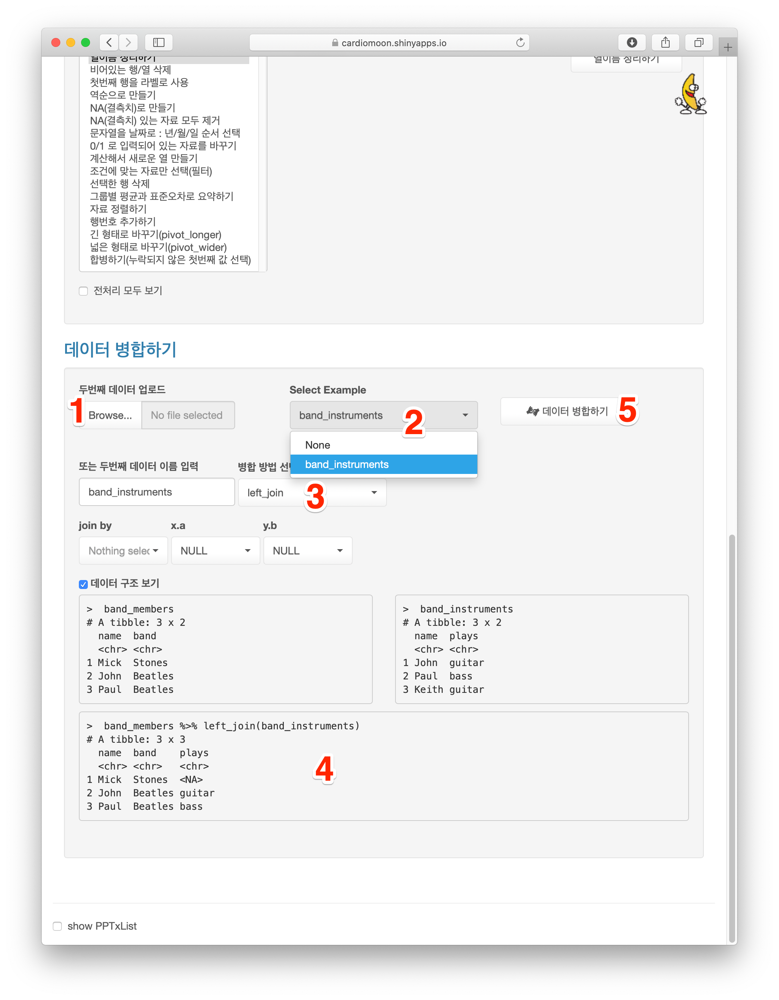 cardiomoon.shinyapps.io
열이름 정리하기
열이름 정리하기
비어있는 행/열 삭제
첫번째 행을 라벨로 사용
역순으로 만들기
NA(결측치)로 만들기
NA(결측치) 있는 자료 모두 제거
문자열을 날짜로 : 년/월/일 순서 선택
0/1 로 입력되어 있는 자료를 바꾸기
계산해서 새로운 열 만들기
조건에 맞는 자료만 선택(필터)
선택한 행 삭제
그룹별 평균과 표준오차로 요약하기
자료 정렬하기
행번호 추가하기
긴 형태로 바꾸기(pivot_longer)
넓은 형태로 바꾸기(pivot_wider)
합병하기(누락되지 않은 첫번째 값 선택)
전처리 모두 보기
데이터 병합하기
두번째 데이터 업로드
Select Example
1 Browse... No file selected
band_instruments 2
데이터 병합하기 5
None
band_instruments
또는 두번째 데이터 이름 입력
병합 방법
band_instruments
left_join 3
join by x.a y.b
Nothing selec NULL NULL
데이터 구조 보기
> band_members
# A tibble: 3 x 2
name band
<chr> <chr>
1 Mick Stones
2 John Beatles
3 Paul Beatles
> band_instruments
# A tibble: 3 x 2
name plays
<chr> <chr>
1 John guitar
2 Paul bass
3 Keith guitar
> band_members %>% left_join(band_instruments)
# A tibble: 3 x 3
name band plays
<chr> <chr> <chr>
1 Mick Stones <NA>
2 John Beatles guitar
3 Paul Beatles bass
4
show PPTxList